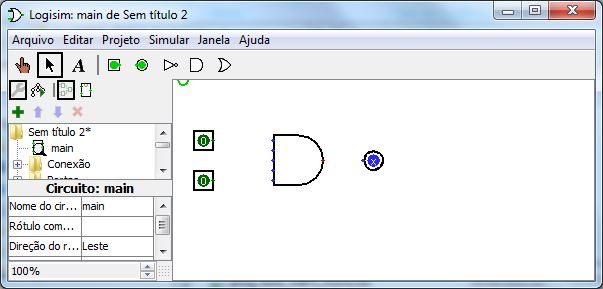 Logisim: main de Sem título 2
Arquivo Editar Projeto Simular Janela Ajuda
A
Sem título 2*
main
Conexão
Circuito: main
Nome do cir... main
Rótulo com...
Direção do r... Leste
100%
0
0
x